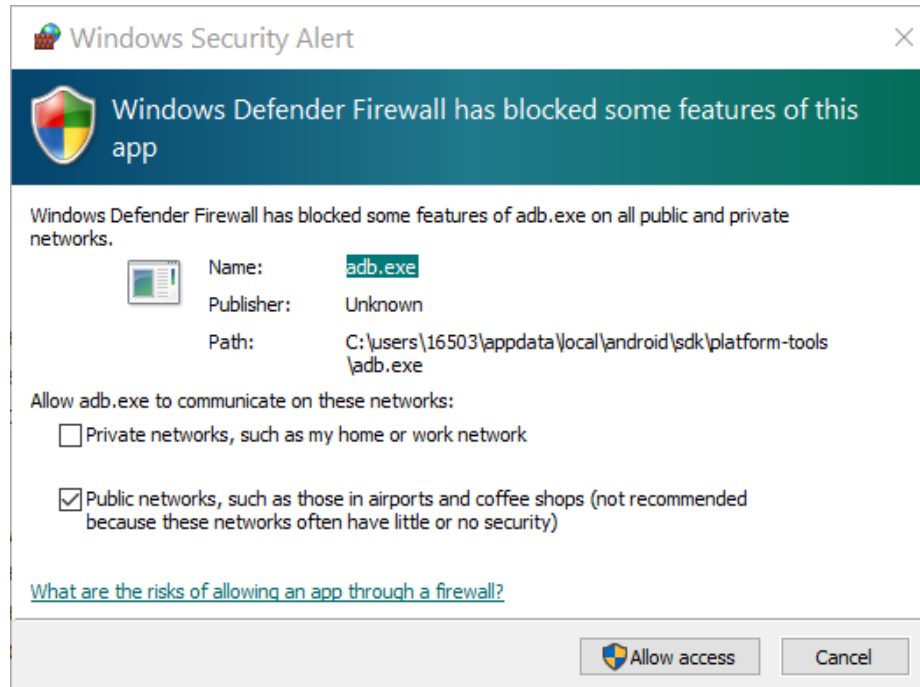 Windows Security Alert
Windows Defender Firewall has blocked some features of this
app
Windows Defender Firewall has blocked some features of adb.exe on all public and private
networks.
Name: adb.exe
Publisher: Unknown
Path: C:\users\16503\appdata\local\android\sdk\platform-tools
\adb.exe
Allow adb.exe to communicate on these networks:
Private networks, such as my home or work network
Public networks, such as those in airports and coffee shops (not recommended
because these networks often have little or no security)
What are the risks of allowing an app through a firewall?
Allow access Cancel